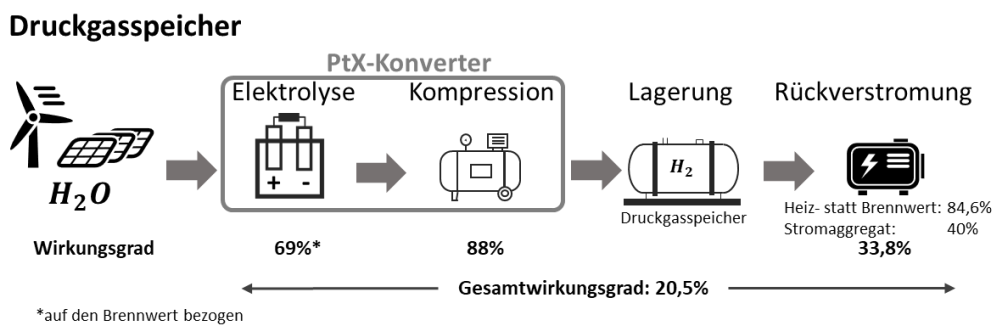 Druckgasspeicher
PtX-Konverter
Elektrolyse
Kompression
Lagerung
Rückverstromung
H₂O
+ -
H₂
Druckgasspeicher
Heiz- statt Brennwert: 84,6%
Stromaggregat: 40%
Wirkungsgrad
69%*
88%
33,8%
Gesamtwirkungsgrad: 20,5%
*auf den Brennwert bezogen